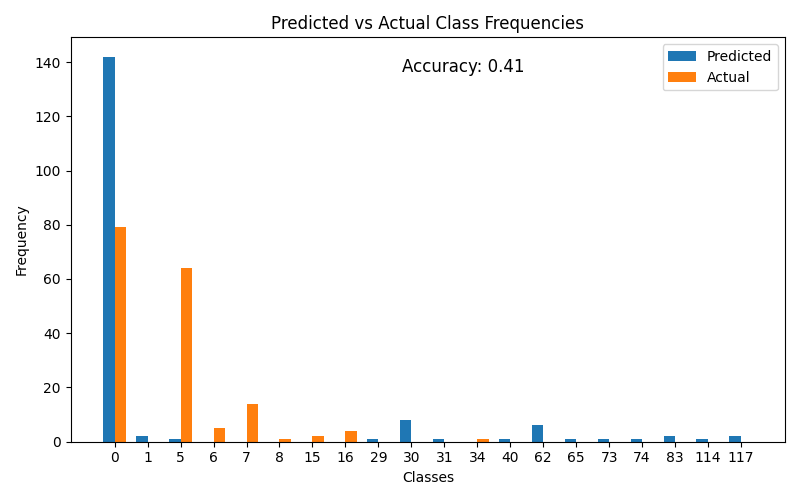 Predicted vs Actual Class Frequencies
Accuracy: 0.41
Predicted
Actual
Frequency
140
120
100
80
60
40
20
0
0 1 5 6 7 8 15 16 29 30 31 34 40 62 65 73 74 83 114 117
Classes